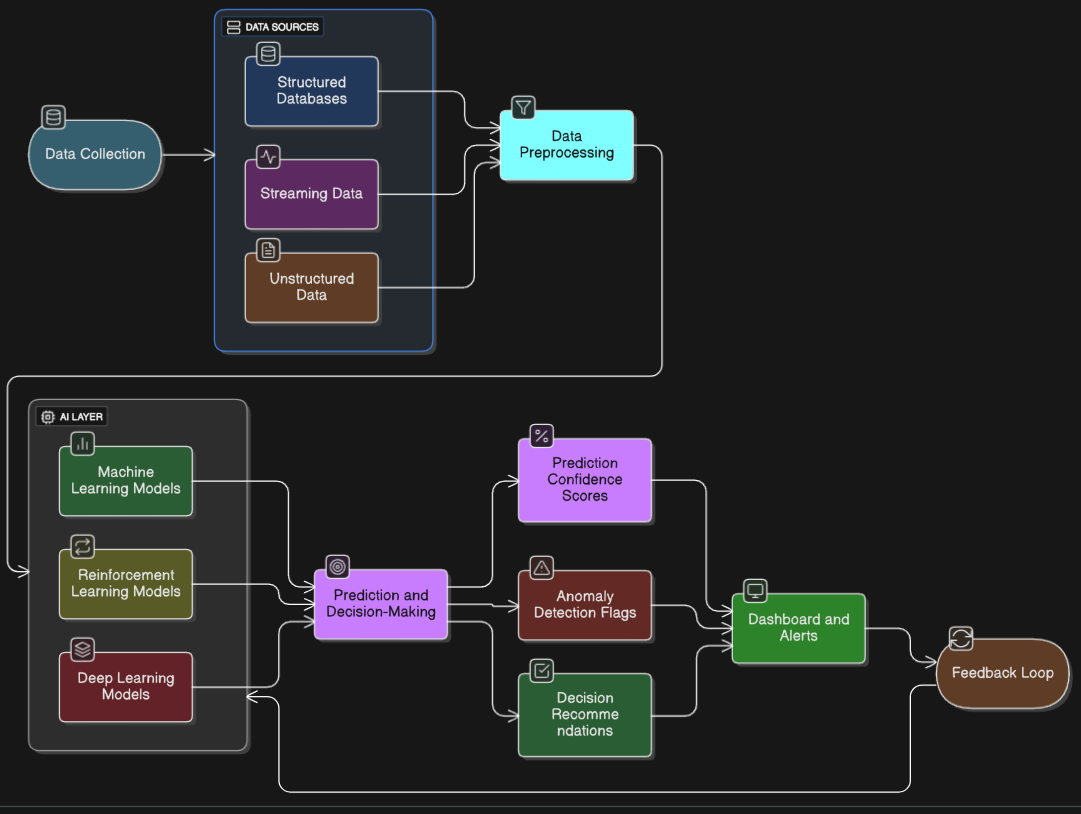 DATA SOURCES
Structured
Databases
Data Collection
Data
Preprocessing
Streaming Data
Unstructured
Data
AI LAYER
Machine
Learning Models
Reinforcement
Learning Models
Deep Learning
Models
Prediction and
Decision-Making
Prediction
Confidence
Scores
Anomaly
Detection Flags
Decision
Recomme
ndations
Dashboard and
Alerts
Feedback Loop